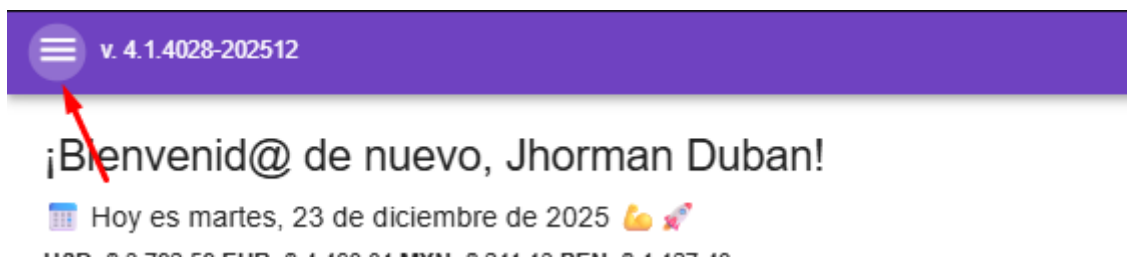 v. 4.1.4028-202512
¡Bienvenid@ de nuevo, Jhorman Duban!
Hoy es martes, 23 de diciembre de 2025